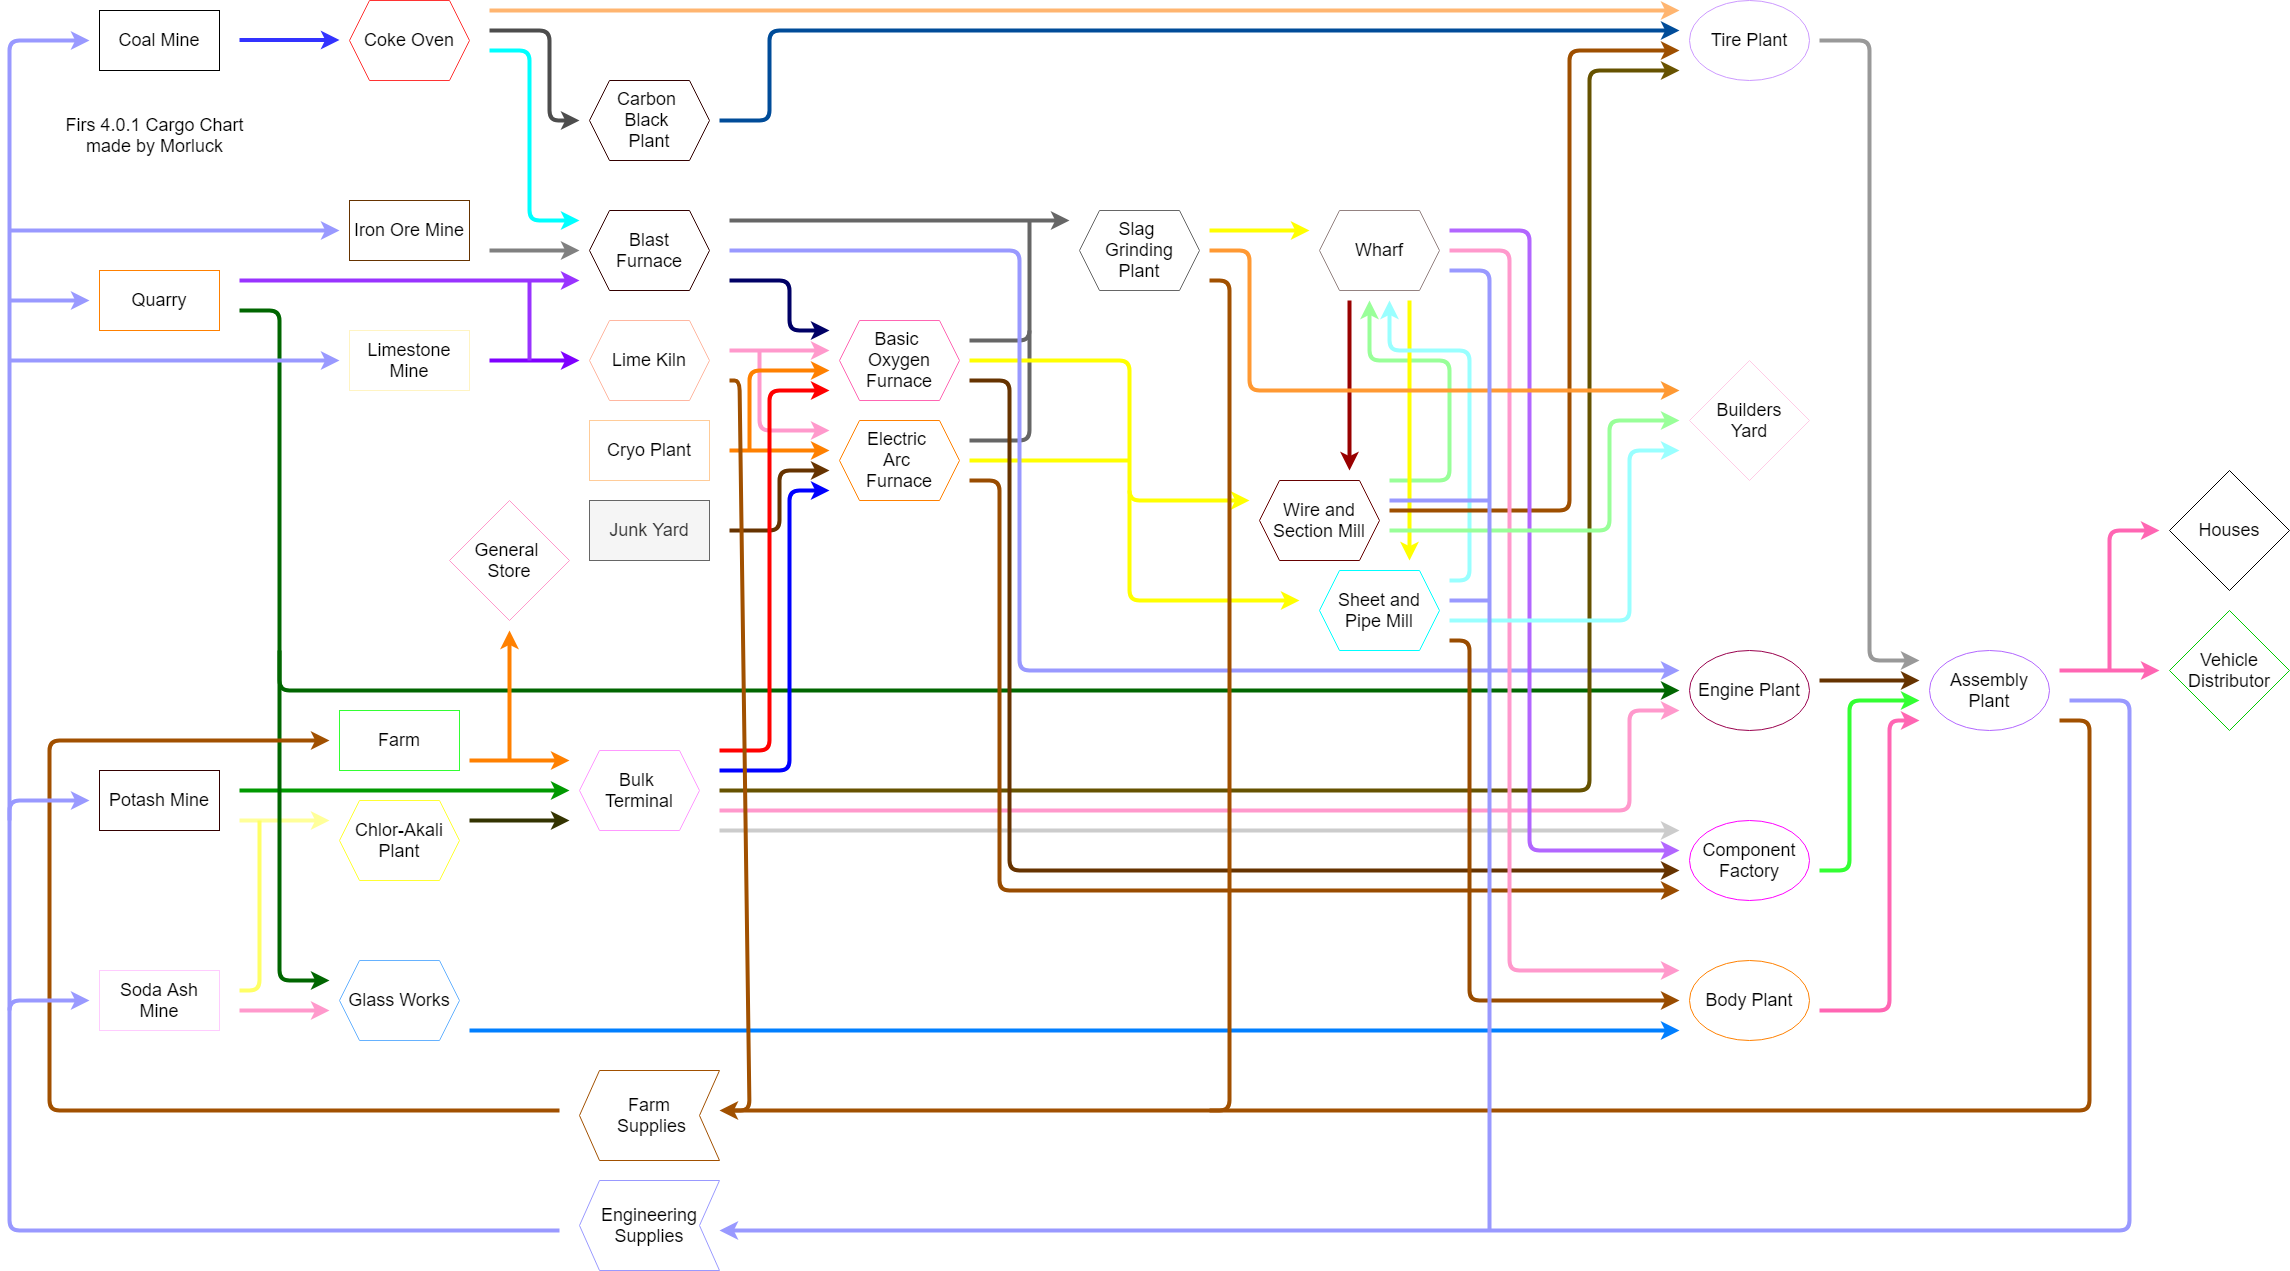 Coal Mine
Coke Oven
Tire Plant
Carbon
Black
Plant
Firs 4.0.1 Cargo Chart
made by Morluck
Iron Ore Mine
Blast
Furnace
Slag
Grinding
Plant
Wharf
Quarry
Limestone
Mine
Lime Kiln
Basic
Oxygen
Furnace
Builders
Yard
Cryo Plant
Electric
Arc
Furnace
Junk Yard
General
Store
Wire and
Section Mill
Houses
Sheet and
Pipe Mill
Engine Plant
Assembly
Plant
Vehicle
Distributor
Farm
Potash Mine
Bulk
Terminal
Chlor-Akali
Plant
Component
Factory
Soda Ash
Mine
Glass Works
Body Plant
Farm
Supplies
Engineering
Supplies